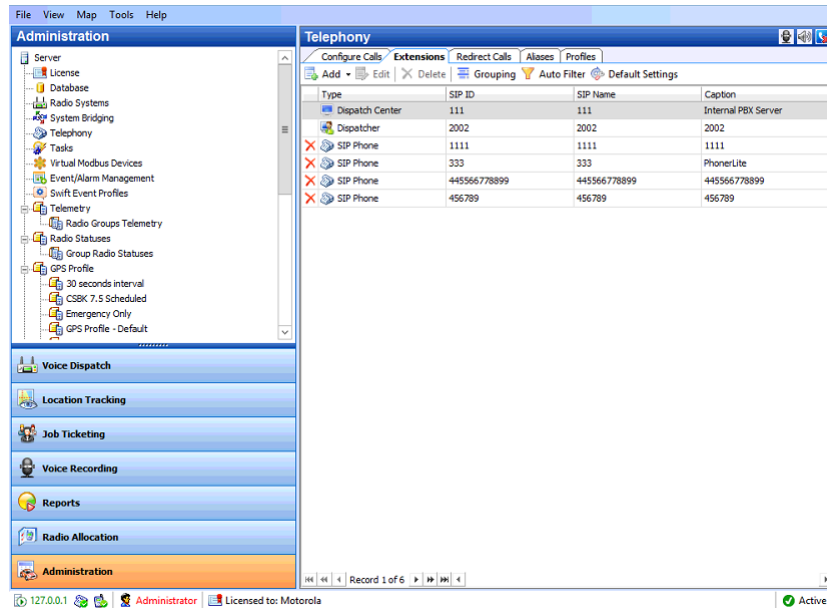 File View Map Tools Help
Administration
Server
License
Database
Radio Systems
System Bridging
Telephony
Tasks
Virtual Modbus Devices
Event/Alarm Management
Swift Event Profiles
Telemetry
Radio Groups Telemetry
Radio Statuses
Group Radio Statuses
GPS Profile
30 seconds interval
CSBK 7.5 Scheduled
Emergency Only
GPS Profile - Default
Voice Dispatch
Location Tracking
Job Ticketing
Voice Recording
Reports
Radio Allocation
Administration
Telephony
Configure Calls Extensions Redirect Calls Aliases Profiles
Add Edit Delete Grouping Auto Filter Default Settings
Type SIP ID SIP Name Caption
Dispatch Center 111 111 Internal PBX Server
Dispatcher 2002 2002 2002
SIP Phone 1111 1111 1111
SIP Phone 333 333 PhonerLite
SIP Phone 445566778899 445566778899 445566778899
SIP Phone 456789 456789 456789
Record 1 of 6
127.0.0.1 Administrator Licensed to: Motorola Active